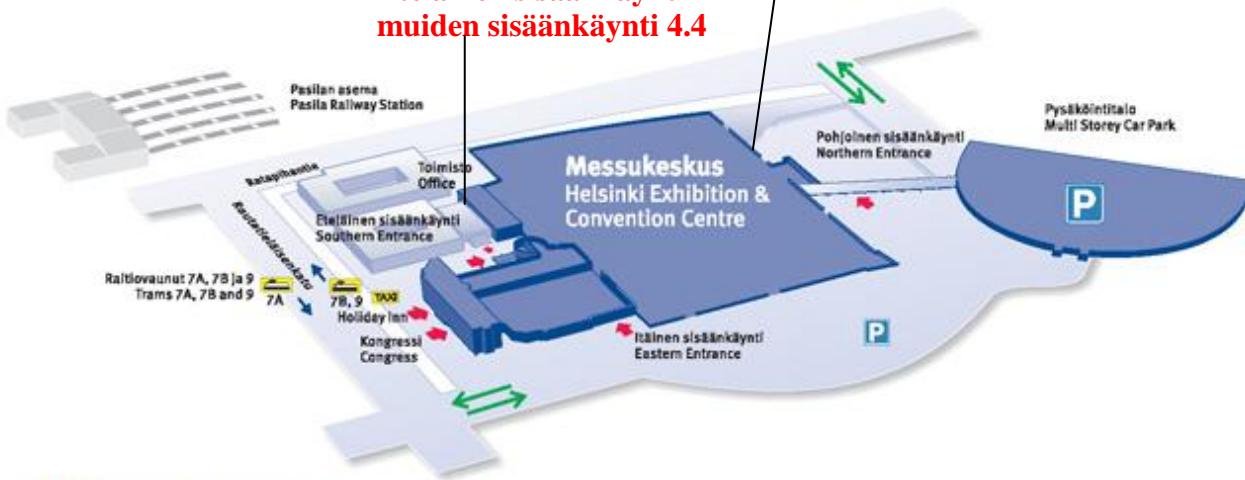 muiden sisäänkäynti 4.4
Pasilan asema
Pasila Railway Station
Pysäköintitalo
Multi Storey Car Park
Pohjoinen sisäänkäynti
Northern Entrance
Messukeskus
Helsinki Exhibition &
Convention Centre
Toimisto
Office
Ratapihantie
Eteläinen sisäänkäynti
Southern Entrance
Rautatieläisenkatu
P
Raitiovaunut 7A, 7B ja 9
Trams 7A, 7B and 9
7A
7B, 9
TAXI
Holiday Inn
Kongressi
Congress
Itäinen sisäänkäynti
Eastern Entrance
P